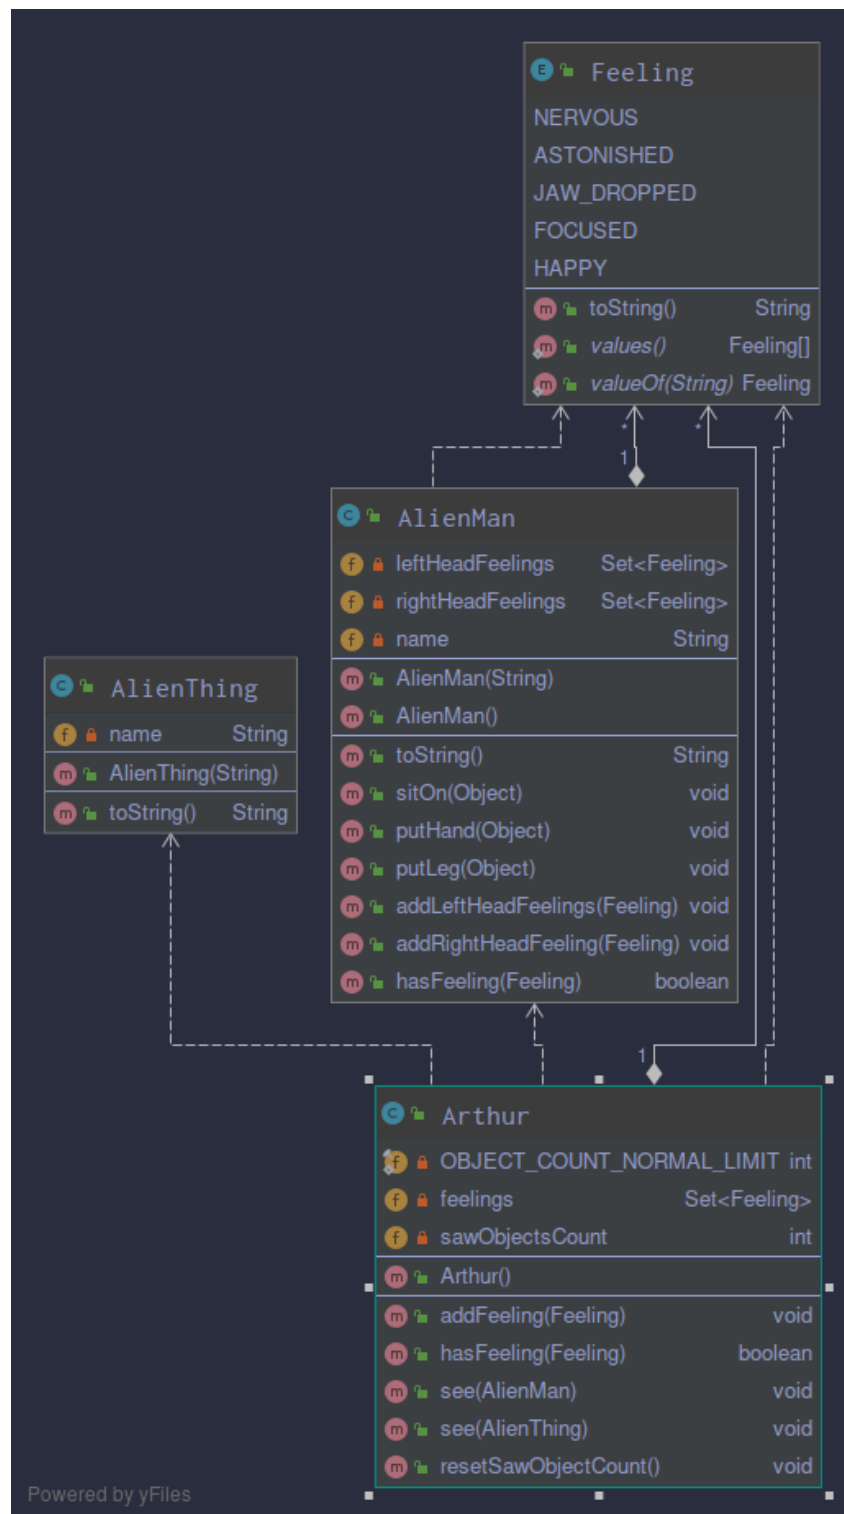 E Feeling
NERVOUS
ASTONISHED
JAW_DROPPED
FOCUSED
HAPPY
m toString() String
m values() Feeling[]
m valueOf(String) Feeling
* *
1
C AlienMan
f leftHeadFeelings Set<Feeling>
f rightHeadFeelings Set<Feeling>
f name String
m AlienMan(String)
m AlienMan()
m toString() String
m sitOn(Object) void
m putHand(Object) void
m putLeg(Object) void
m addLeftHeadFeelings(Feeling) void
m addRightHeadFeeling(Feeling) void
m hasFeeling(Feeling) boolean
C AlienThing
f name String
m AlienThing(String)
m toString() String
1
C Arthur
f OBJECT_COUNT_NORMAL_LIMIT int
f feelings Set<Feeling>
f sawObjectsCount int
m Arthur()
m addFeeling(Feeling) void
m hasFeeling(Feeling) boolean
m see(AlienMan) void
m see(AlienThing) void
m resetSawObjectCount() void
Powered by yFiles